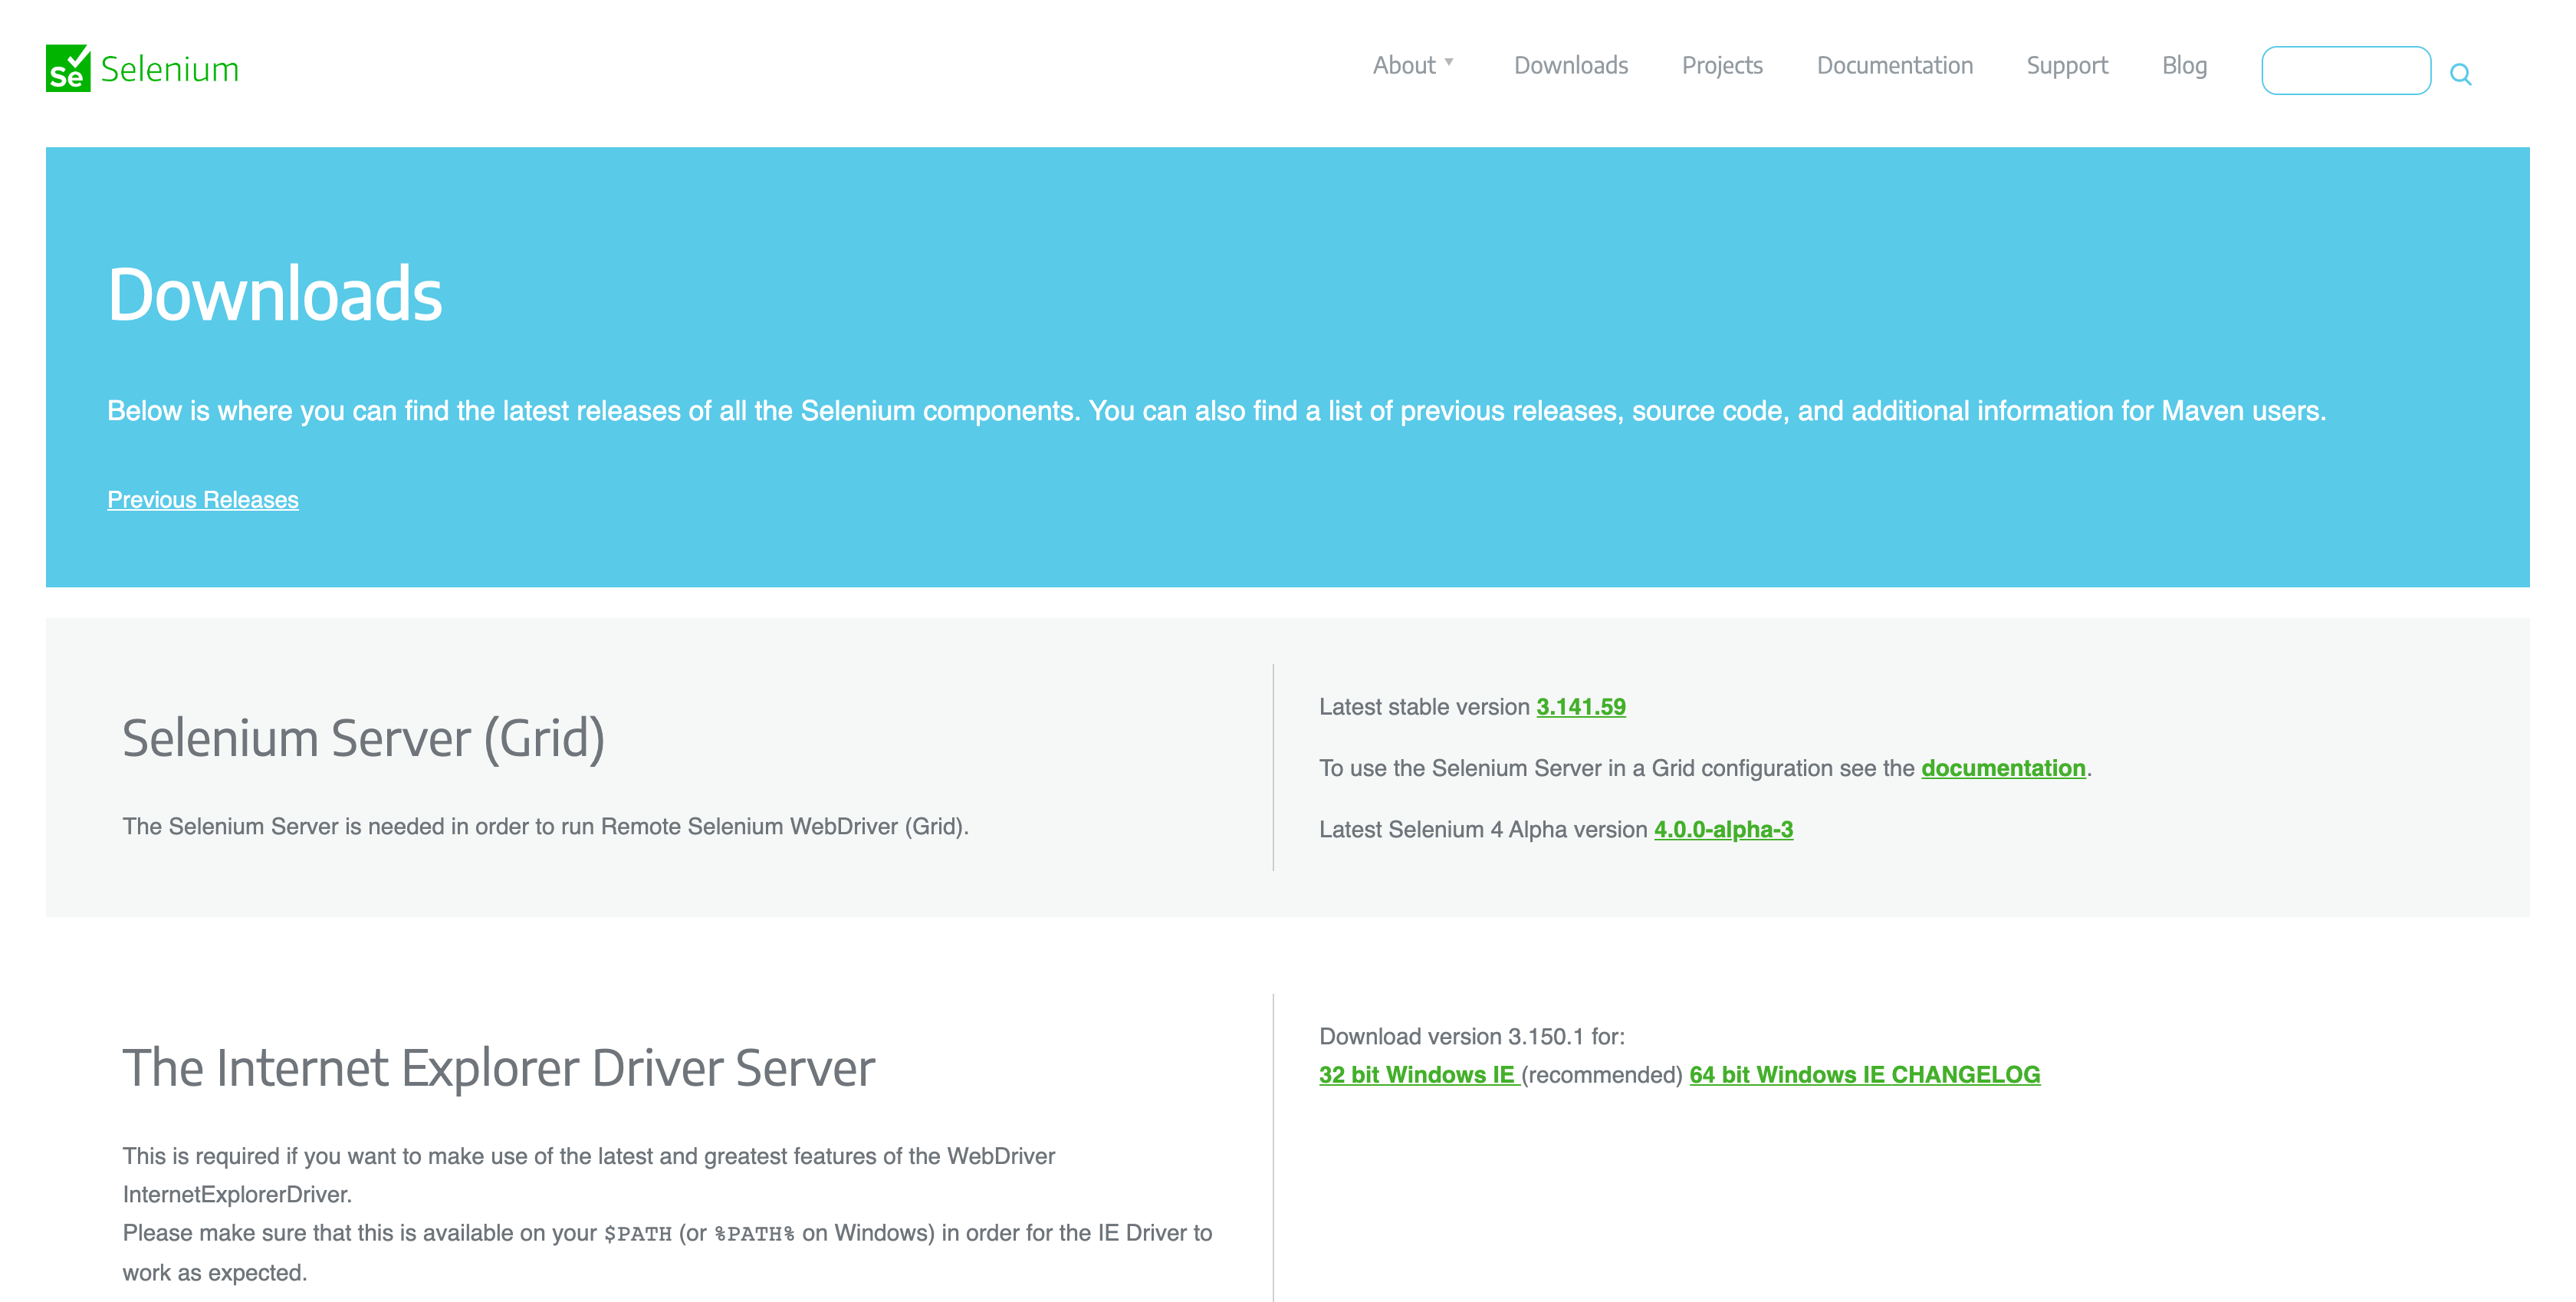 Se Selenium
About Downloads Projects Documentation Support Blog
Downloads
Below is where you can find the latest releases of all the Selenium components. You can also find a list of previous releases, source code, and additional information for Maven users.
Previous Releases
Selenium Server (Grid)
The Selenium Server is needed in order to run Remote Selenium WebDriver (Grid).
Latest stable version 3.141.59
To use the Selenium Server in a Grid configuration see the documentation.
Latest Selenium 4 Alpha version 4.0.0-alpha-3
The Internet Explorer Driver Server
This is required if you want to make use of the latest and greatest features of the WebDriver
InternetExplorerDriver.
Please make sure that this is available on your $PATH (or %PATH% on Windows) in order for the IE Driver to
work as expected.
Download version 3.150.1 for:
32 bit Windows IE (recommended) 64 bit Windows IE CHANGELOG